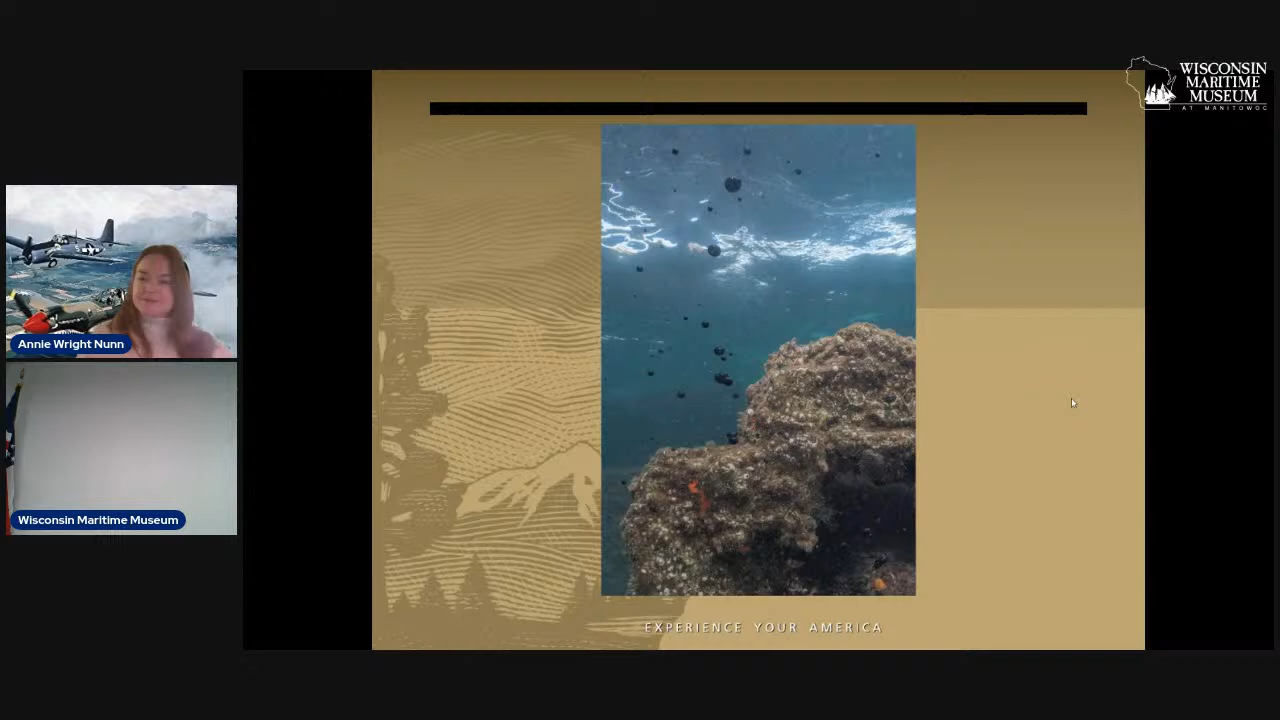 WISCONSIN
MARITIME
MUSEUM
AT MANITOWOC
Annie Wright Nunn
Wisconsin Maritime Museum
EXPERIENCE YOUR AMERICA